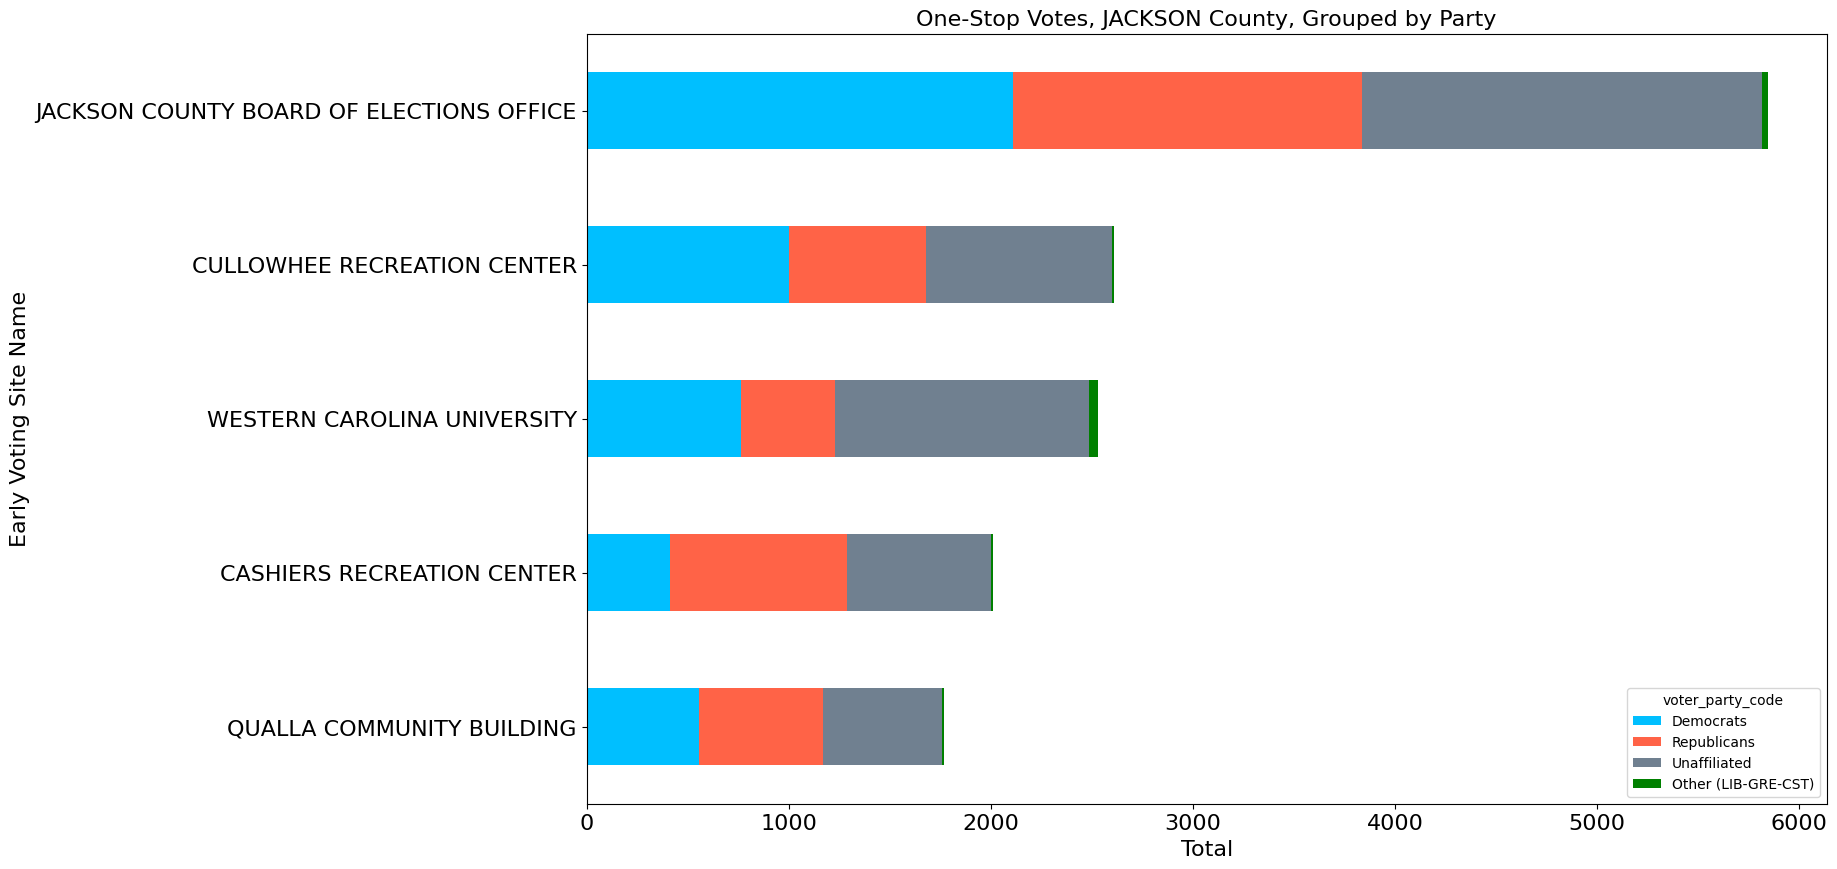 One-Stop Votes, JACKSON County, Grouped by Party
Early Voting Site Name
JACKSON COUNTY BOARD OF ELECTIONS OFFICE
CULLOWHEE RECREATION CENTER
WESTERN CAROLINA UNIVERSITY
CASHIERS RECREATION CENTER
QUALLA COMMUNITY BUILDING
voter_party_code
Democrats
Republicans
Unaffiliated
Other (LIB-GRE-CST)
0 1000 2000 3000 4000 5000 6000
Total